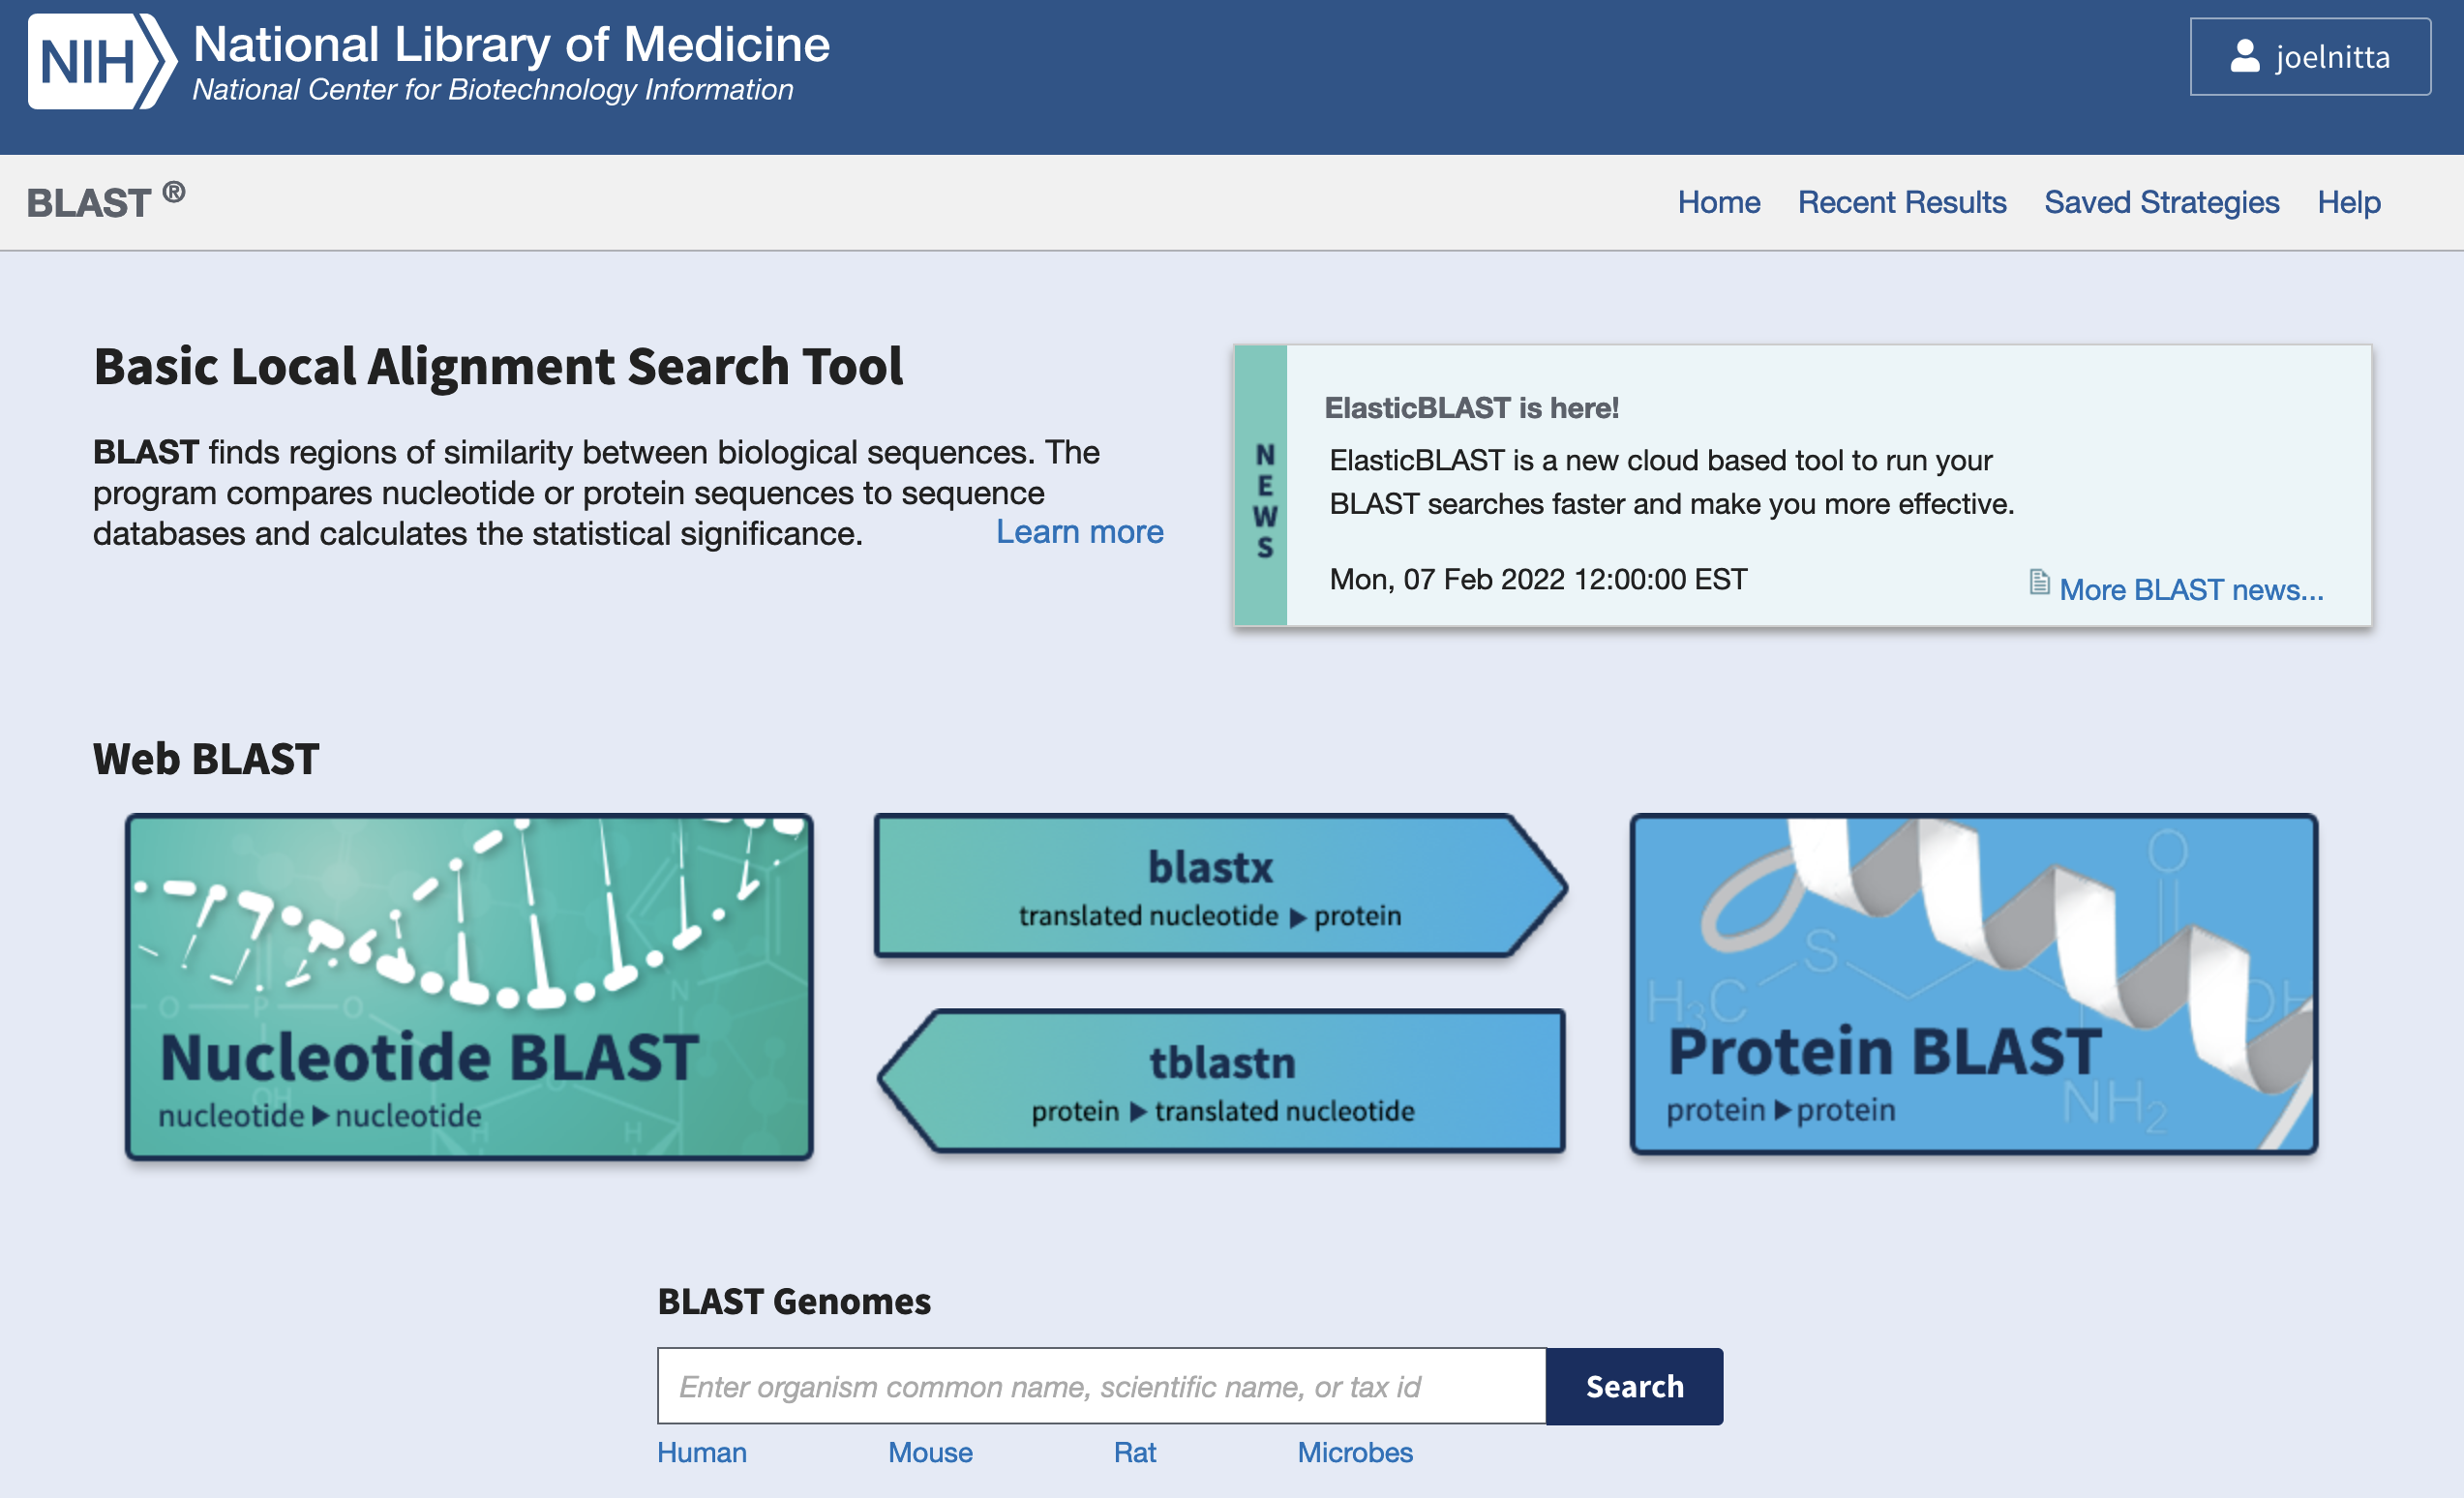 NIH
National Library of Medicine
National Center for Biotechnology Information
joelnitta
BLAST ®
Home Recent Results Saved Strategies Help
Basic Local Alignment Search Tool
BLAST finds regions of similarity between biological sequences. The
program compares nucleotide or protein sequences to sequence
databases and calculates the statistical significance.
Learn more
NEWS
ElasticBLAST is here!
ElasticBLAST is a new cloud based tool to run your
BLAST searches faster and make you more effective.
Mon, 07 Feb 2022 12:00:00 EST
More BLAST news...
Web BLAST
O P O
OH
N
N
O
H H
Nucleotide BLAST
nucleotide ▶ nucleotide
blastx
translated nucleotide ▶ protein
tblastn
protein ▶ translated nucleotide
O
S
H₃C
OH
NH₂
Protein BLAST
protein ▶ protein
BLAST Genomes
Enter organism common name, scientific name, or tax id
Search
Human Mouse Rat Microbes